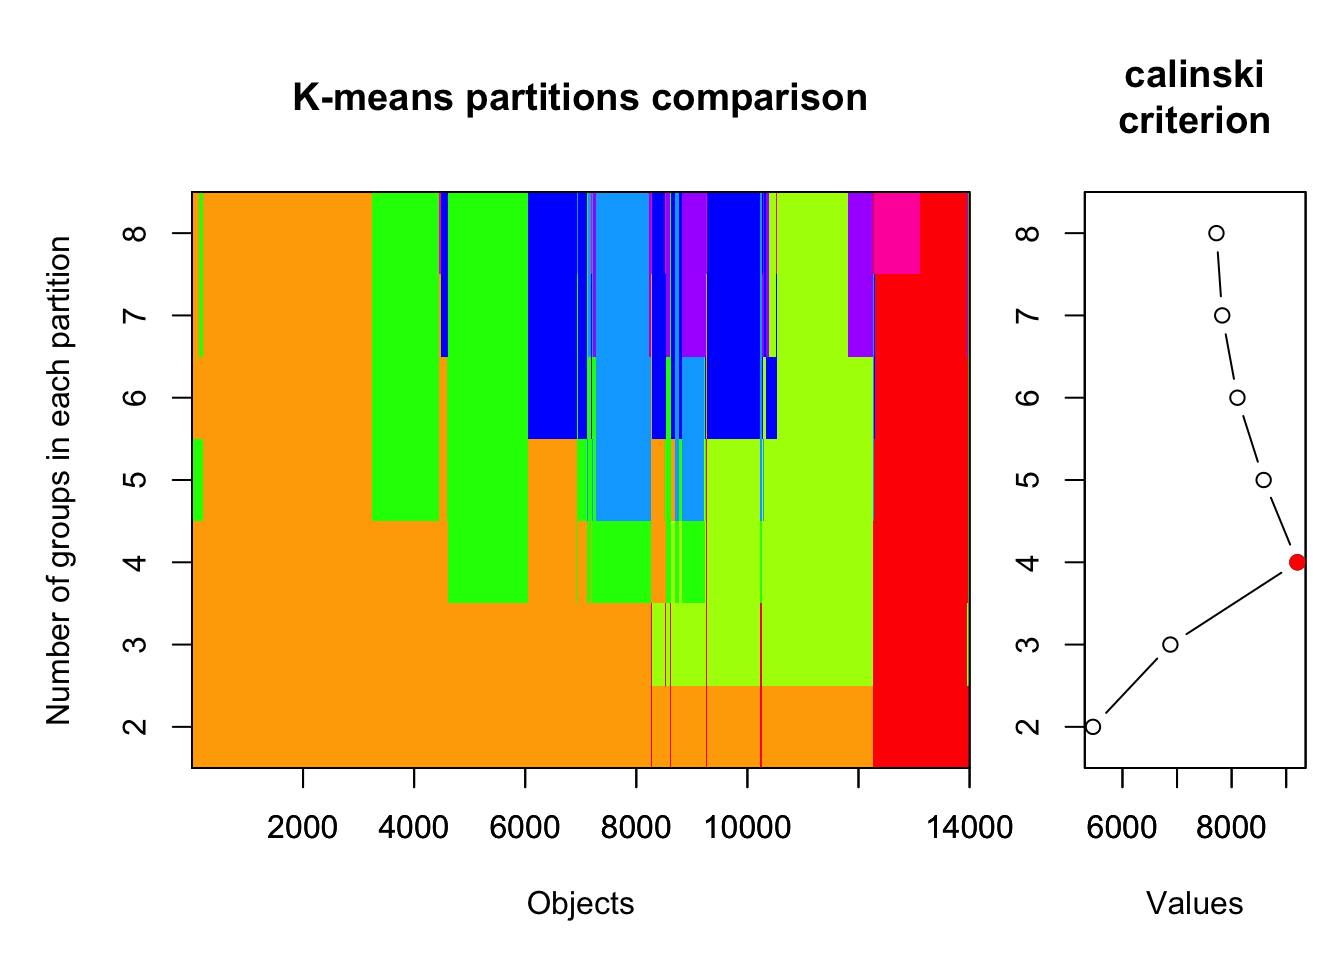 K-means partitions comparison
calinski
criterion
Number of groups in each partition
8
7
6
5
4
3
2
2000 4000 6000 8000 10000 14000
Objects
8
7
6
5
4
3
2
6000 8000
Values